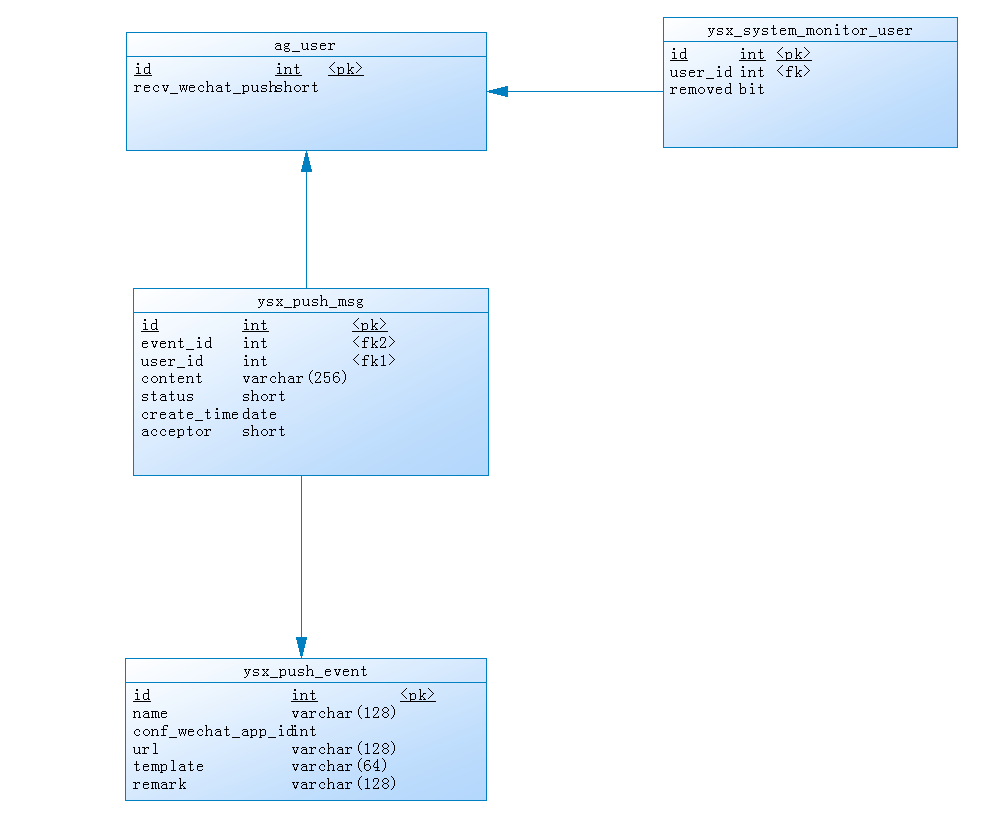 ag_user
id int <pk>
recv_wechat_push short
ysx_system_monitor_user
id int <pk>
user_id int <fk>
removed bit
ysx_push_msg
id int <pk>
event_id int <fk2>
user_id int <fk1>
content varchar(256)
status short
create_time date
acceptor short
ysx_push_event
id int <pk>
name varchar(128)
conf_wechat_app_id int
url varchar(128)
template varchar(64)
remark varchar(128)